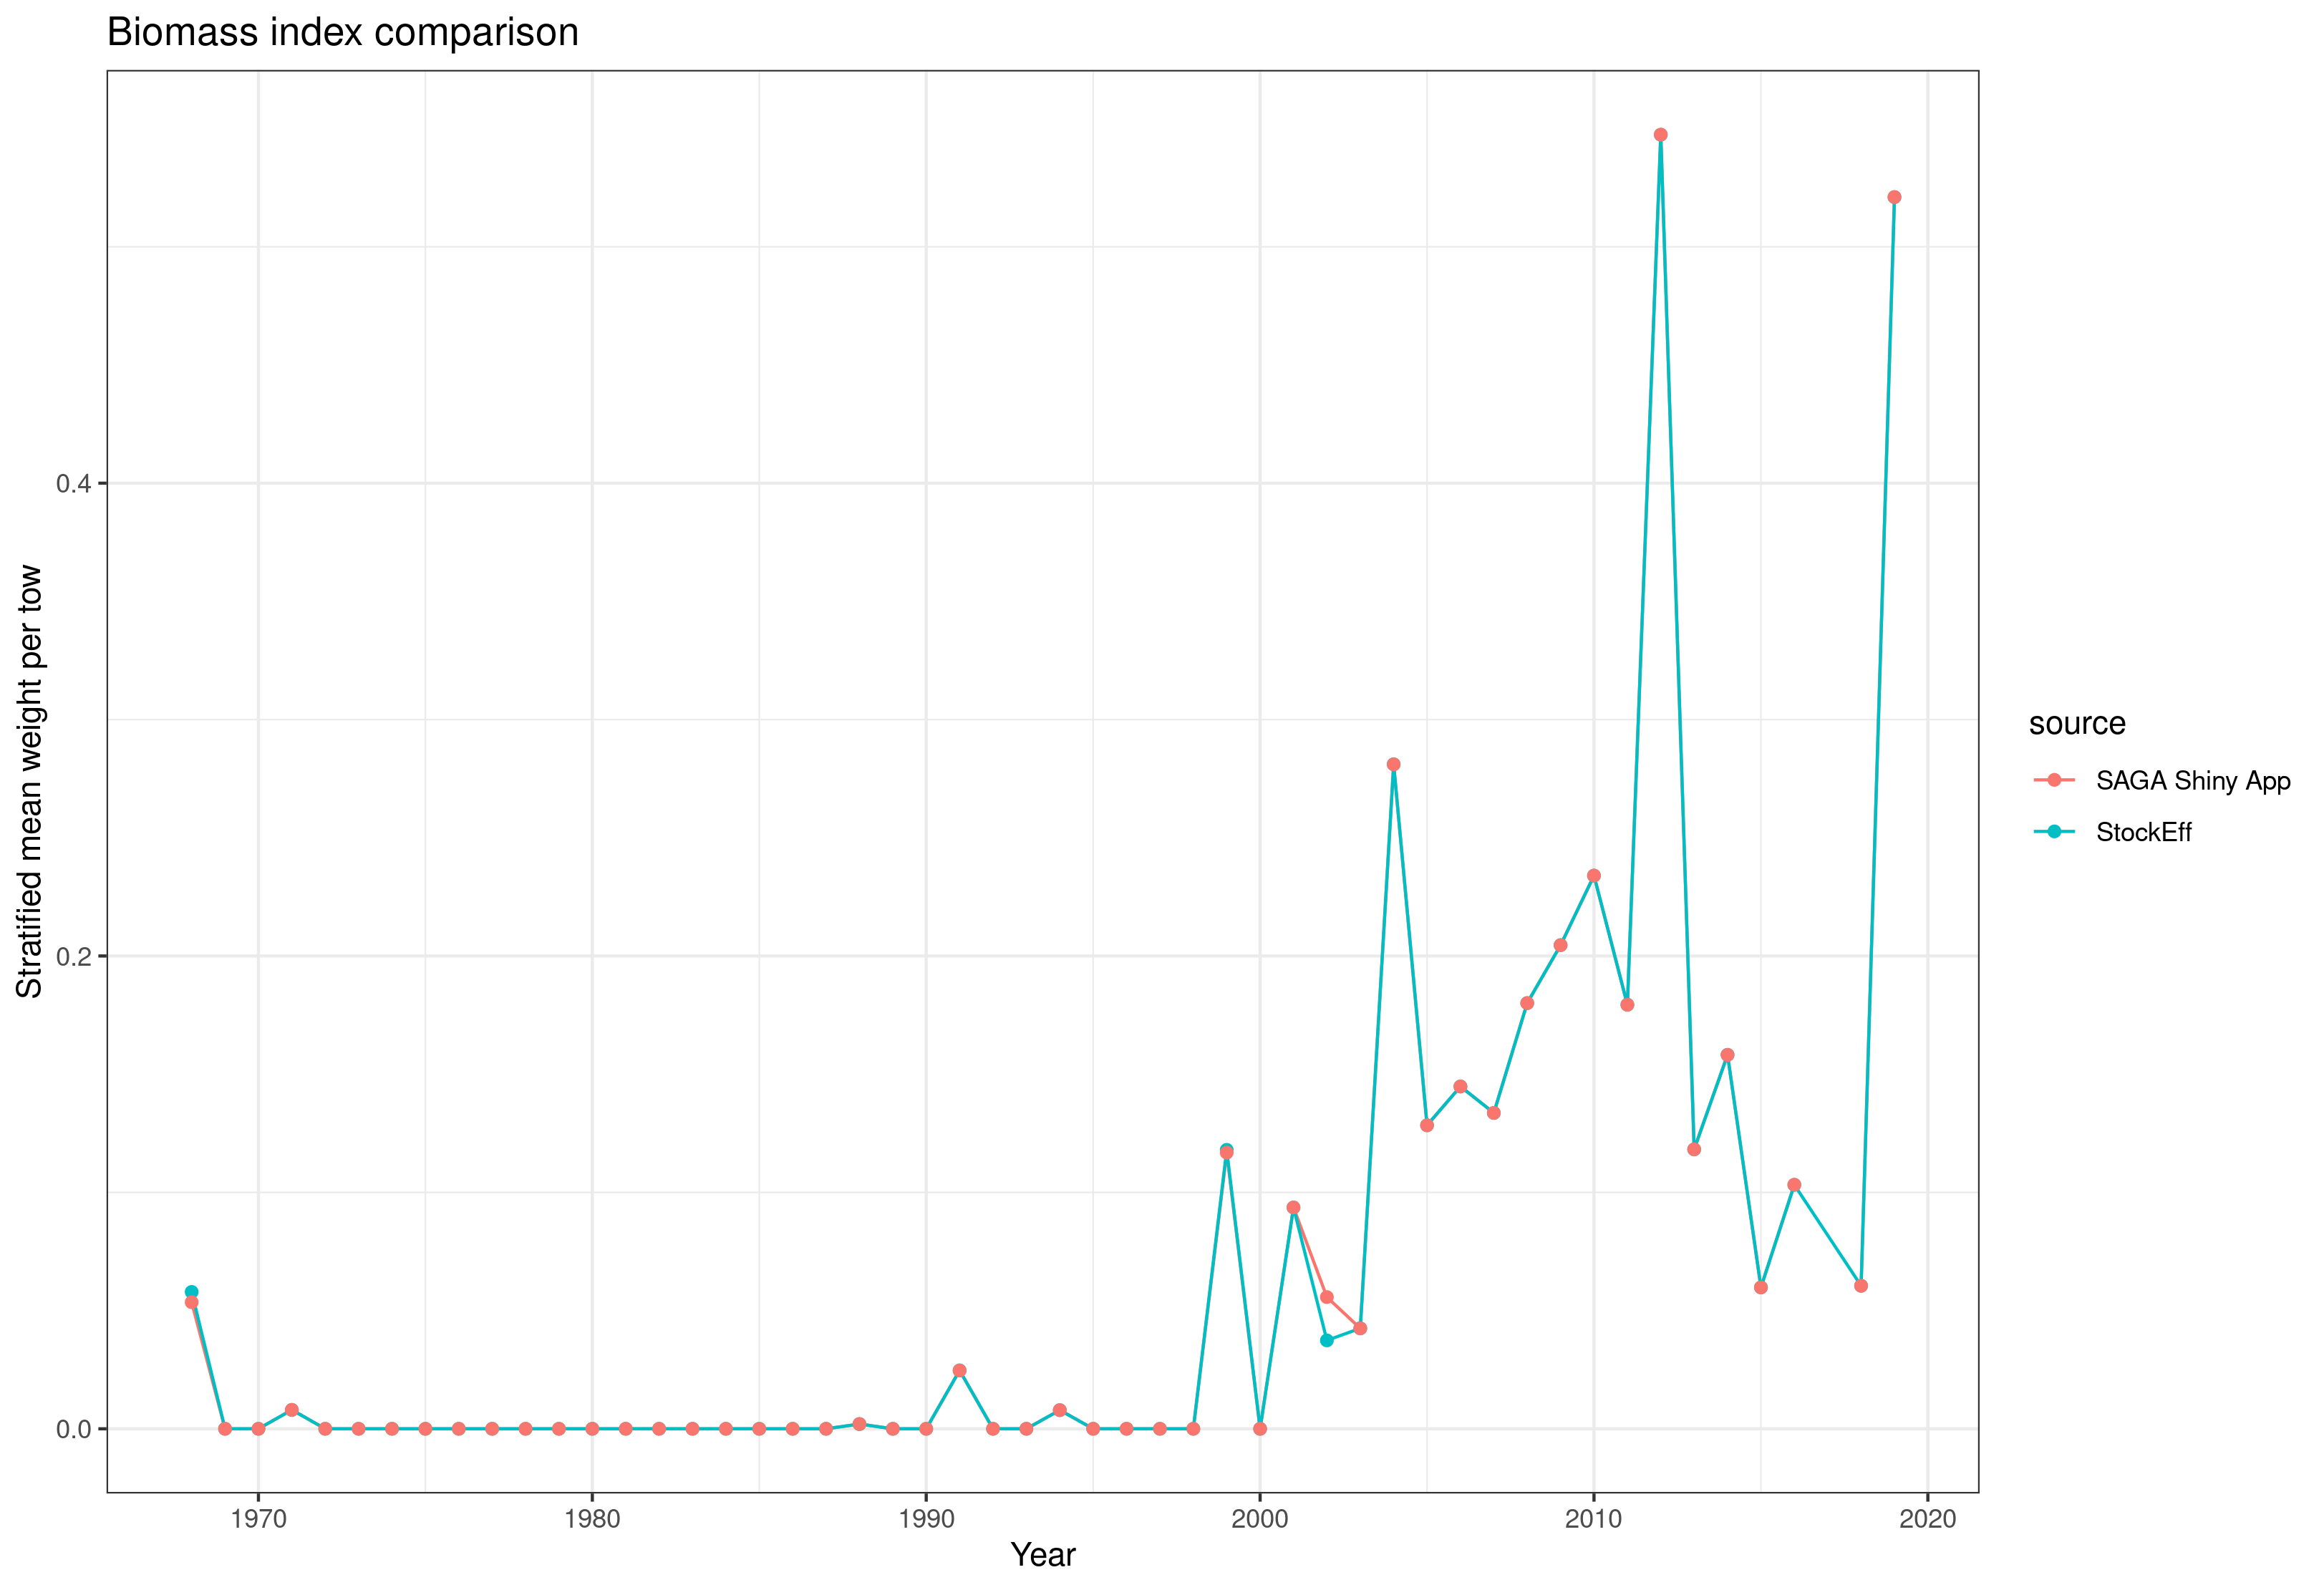 Biomass index comparison
Stratified mean weight per tow
0.4
0.2
0.0
1970 1980 1990 2000 2010 2020
Year
source
SAGA Shiny App
StockEff